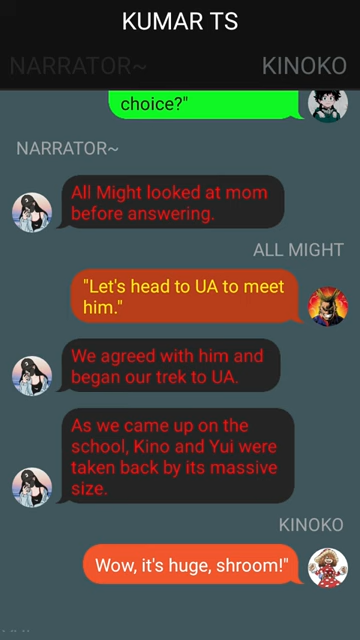 KUMAR TS
NARRATOR~
KINOKO
choice?"
NARRATOR~
All Might looked at mom
before answering.
ALL MIGHT
"Let's head to UA to meet
him."
We agreed with him and
began our trek to UA.
As we came up on the
school, Kino and Yui were
taken back by its massive
size.
KINOKO
Wow, it's huge, shroom!"